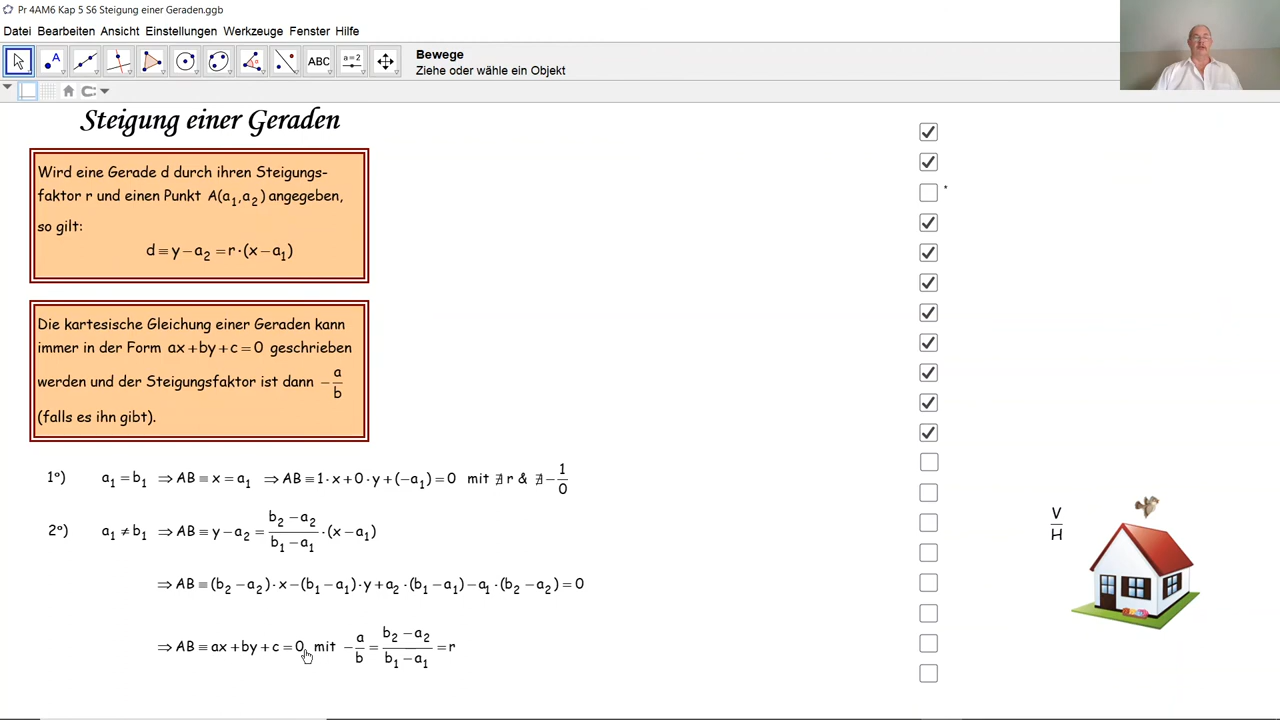 Pr 4AM6 Kap 5 S6 Steigung einer Geraden.ggb
Datei Bearbeiten Ansicht Einstellungen Werkzeuge Fenster Hilfe
A
ABC
a=2
Bewege
Ziehe oder wähle ein Objekt
Steigung einer Geraden
Wird eine Gerade d durch ihren Steigungs-
faktor r und einen Punkt A(a₁,a₂) angegeben,
so gilt:
d ≡ y − a₂ = r·(x − a₁)
Die kartesische Gleichung einer Geraden kann
immer in der Form ax + by + c = 0 geschrieben
werden und der Steigungsfaktor ist dann −a/b
(falls es ihn gibt).
1°) a₁ = b₁ ⇒ AB ≡ x = a₁ ⇒ AB ≡ 1·x + 0·y + (−a₁) = 0 mit ∄ r & ∄ −1/0
2°) a₁ ≠ b₁ ⇒ AB ≡ y − a₂ = (b₂ − a₂)/(b₁ − a₁)·(x − a₁)
⇒ AB ≡ (b₂ − a₂)·x − (b₁ − a₁)·y + a₂·(b₁ − a₁) − a₁·(b₂ − a₂) = 0
⇒ AB ≡ ax + by + c = 0 mit −a/b = (b₂ − a₂)/(b₁ − a₁) = r
*
V
H